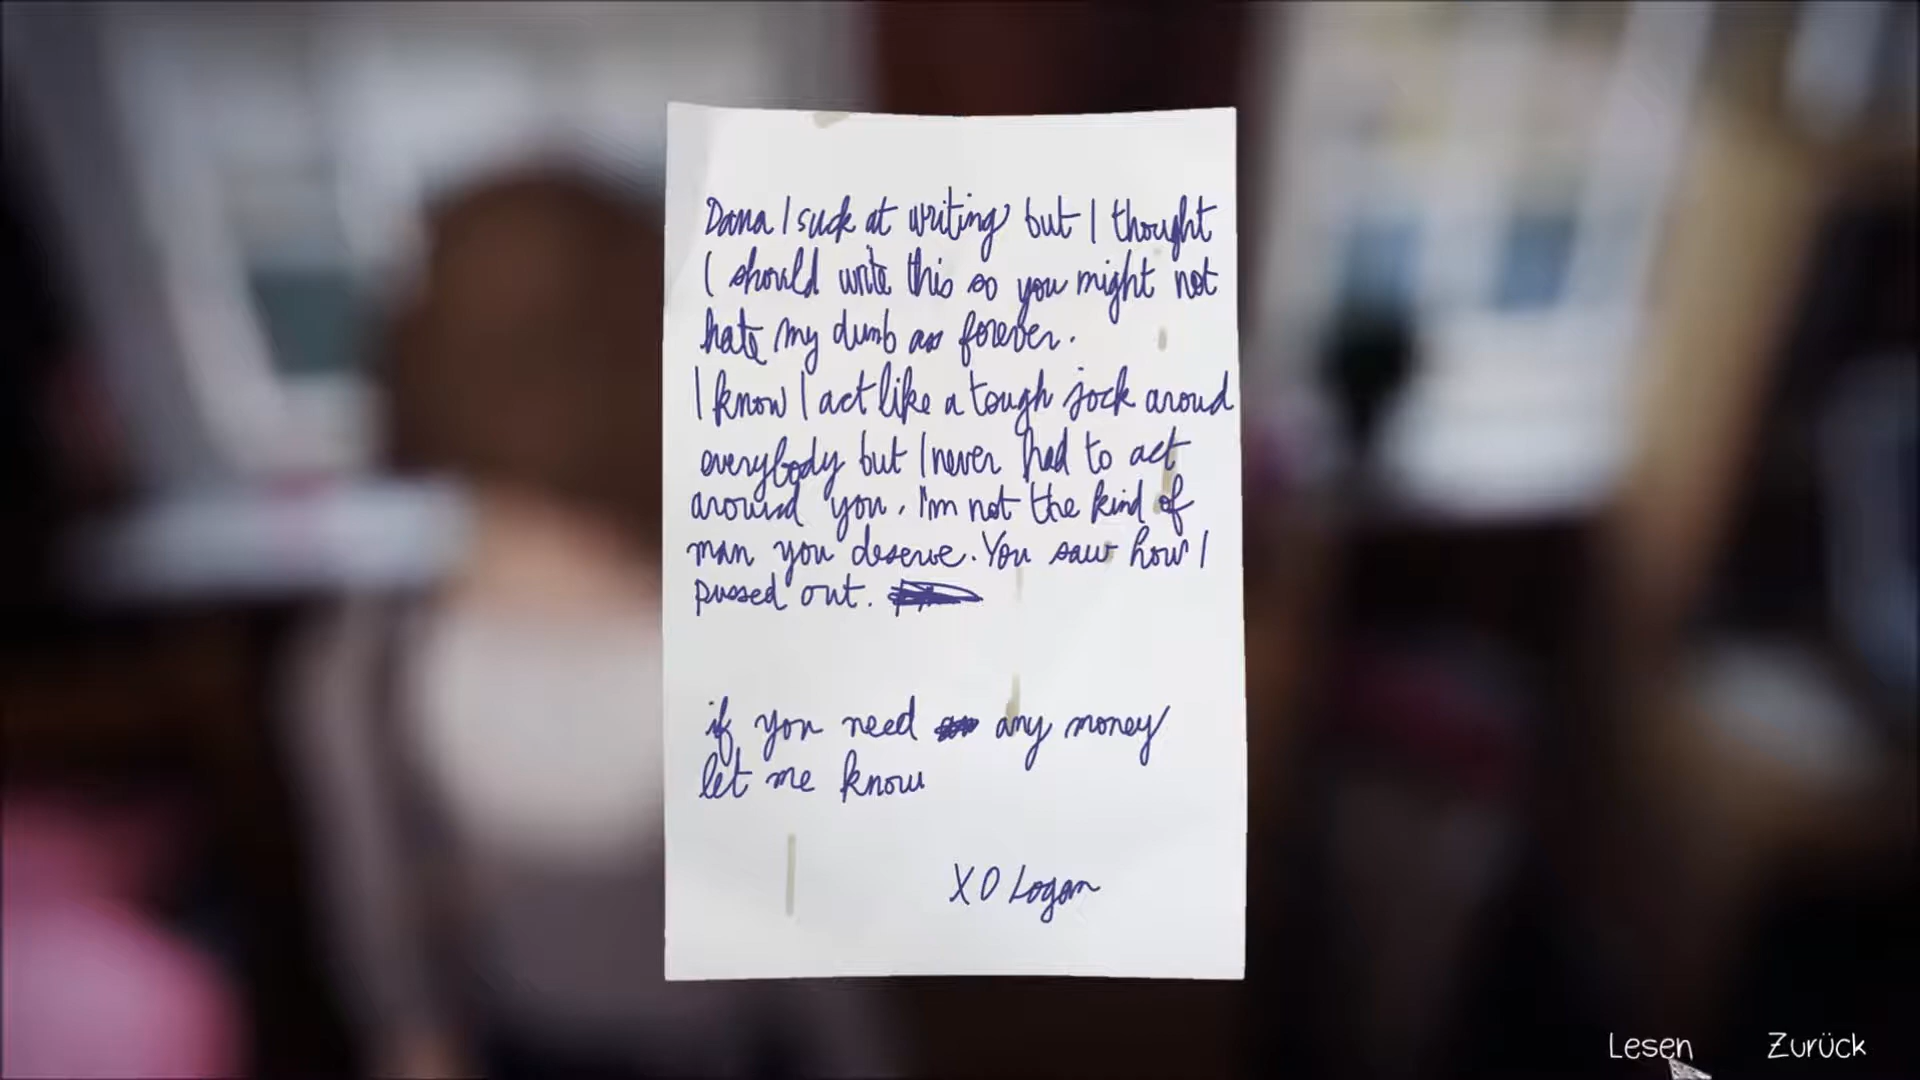 Dana I suck at writing but I thought
I should write this so you might not
hate my dumb ass forever.
I know I act like a tough jock aroud
everybody but I never had to act
around you. I'm not the kind of
man you deserve. You saw how I
pussed out.
if you need any money
let me know
XO Logan
Lesen
Zurück